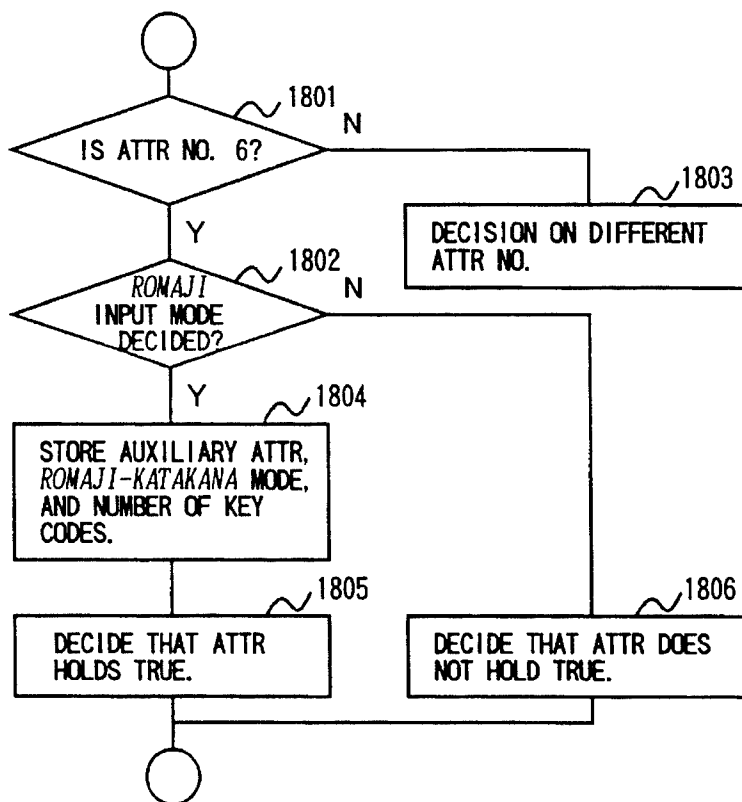 1801
IS ATTR NO. 6?
N
1803
DECISION ON DIFFERENT
ATTR NO.
Y
1802
ROMAJI
INPUT MODE
DECIDED?
N
Y
1804
STORE AUXILIARY ATTR,
ROMAJI-KATAKANA MODE,
AND NUMBER OF KEY
CODES.
1805
DECIDE THAT ATTR
HOLDS TRUE.
1806
DECIDE THAT ATTR DOES
NOT HOLD TRUE.